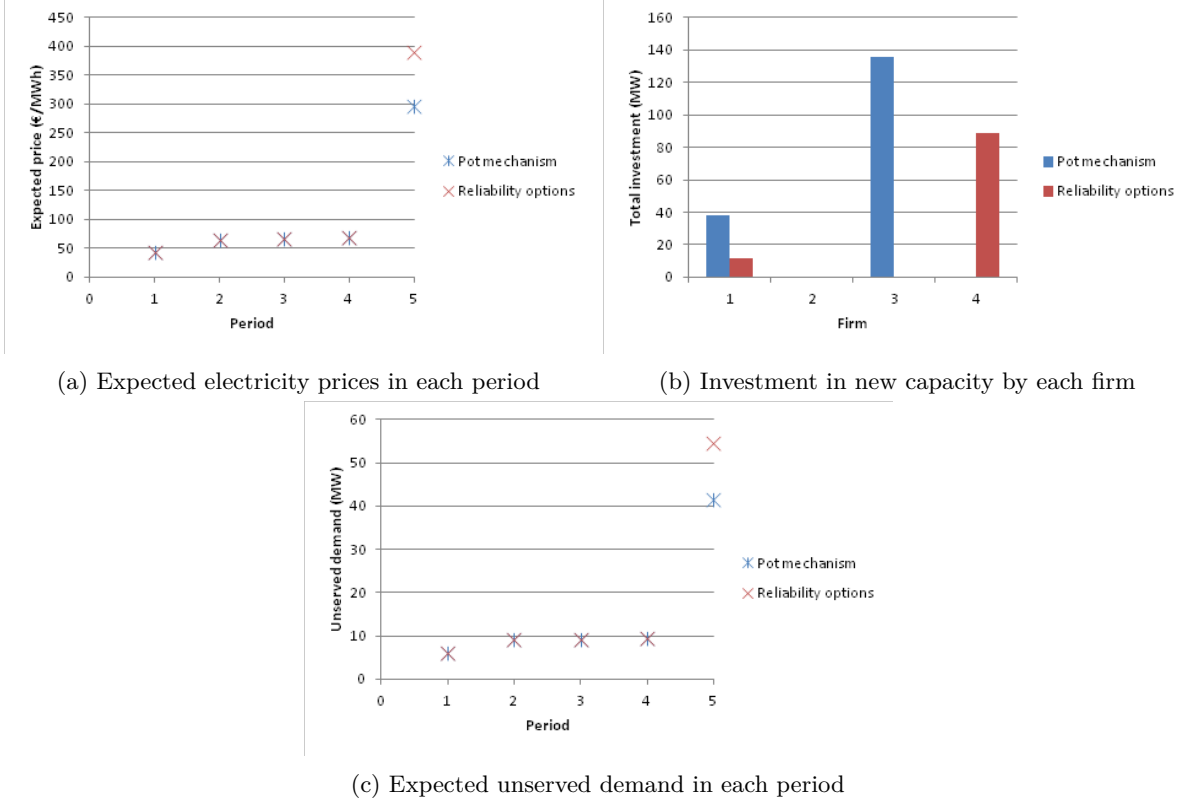 450
400
350
300
250
200
150
100
50
0
Expected price (€/MWh)
0 1 2 3 4 5
Period
Pot mechanism
Reliability options
(a) Expected electricity prices in each period
160
140
120
100
80
60
40
20
0
Total investment (MW)
1 2 3 4
Firm
Pot mechanism
Reliability options
(b) Investment in new capacity by each firm
60
50
40
30
20
10
0
Unserved demand (MW)
0 1 2 3 4 5
Period
Pot mechanism
Reliability options
(c) Expected unserved demand in each period